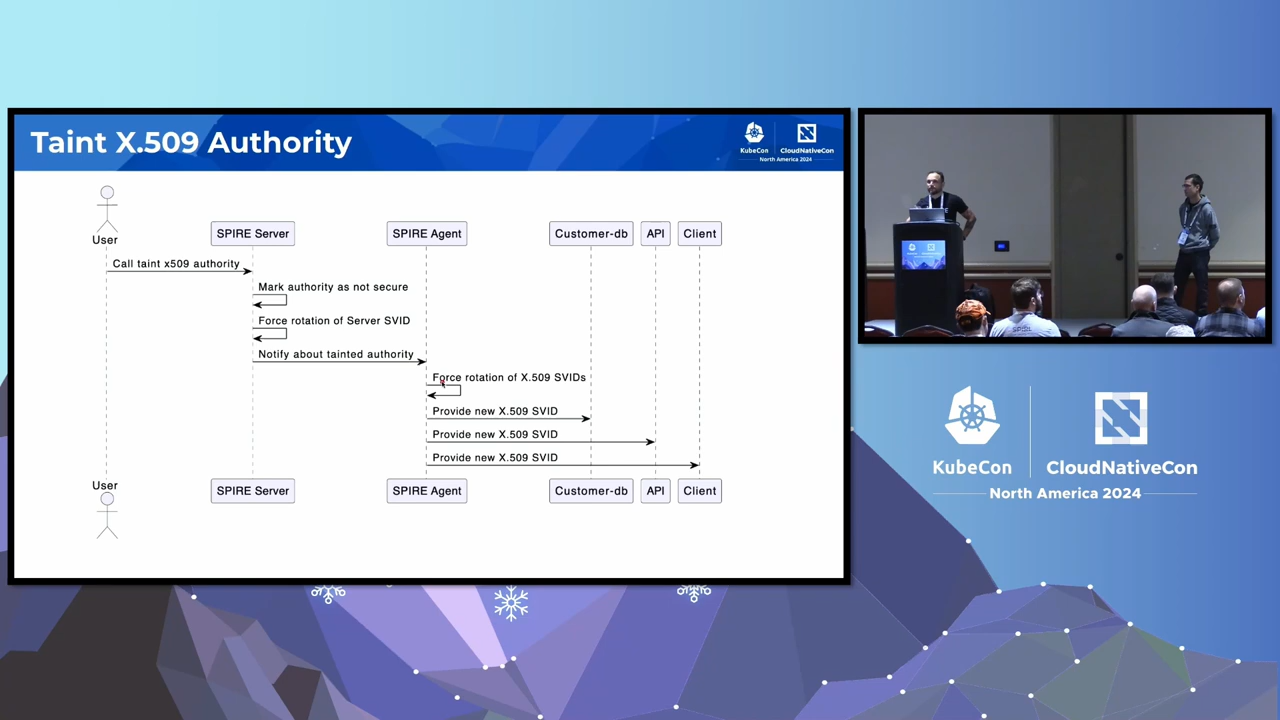 Taint X.509 Authority
KubeCon
CloudNativeCon
North America 2024
User
SPIRE Server
SPIRE Agent
Customer-db
API
Client
Call taint x509 authority
Mark authority as not secure
Force rotation of Server SVID
Notify about tainted authority
Force rotation of X.509 SVIDs
Provide new X.509 SVID
Provide new X.509 SVID
Provide new X.509 SVID
User
SPIRE Server
SPIRE Agent
Customer-db
API
Client
KubeCon
CloudNativeCon
North America 2024